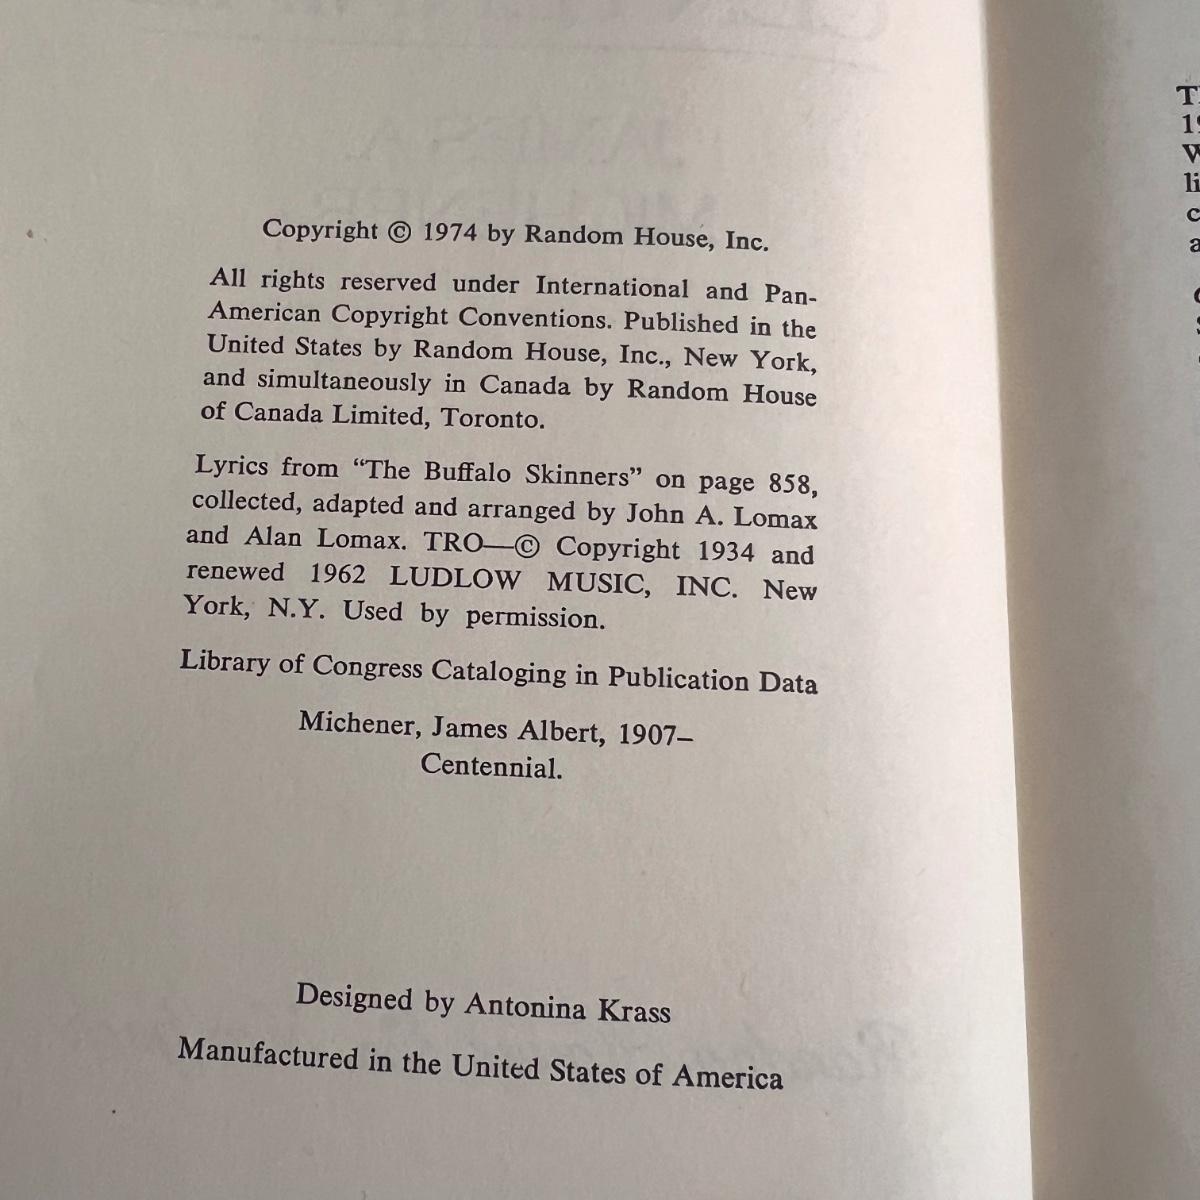 Copyright © 1974 by Random House, Inc.
All rights reserved under International and Pan-
American Copyright Conventions. Published in the
United States by Random House, Inc., New York,
and simultaneously in Canada by Random House
of Canada Limited, Toronto.
Lyrics from “The Buffalo Skinners” on page 858,
collected, adapted and arranged by John A. Lomax
and Alan Lomax. TRO—© Copyright 1934 and
renewed 1962 LUDLOW MUSIC, INC. New
York, N.Y. Used by permission.
Library of Congress Cataloging in Publication Data
Michener, James Albert, 1907–
Centennial.
Designed by Antonina Krass
Manufactured in the United States of America